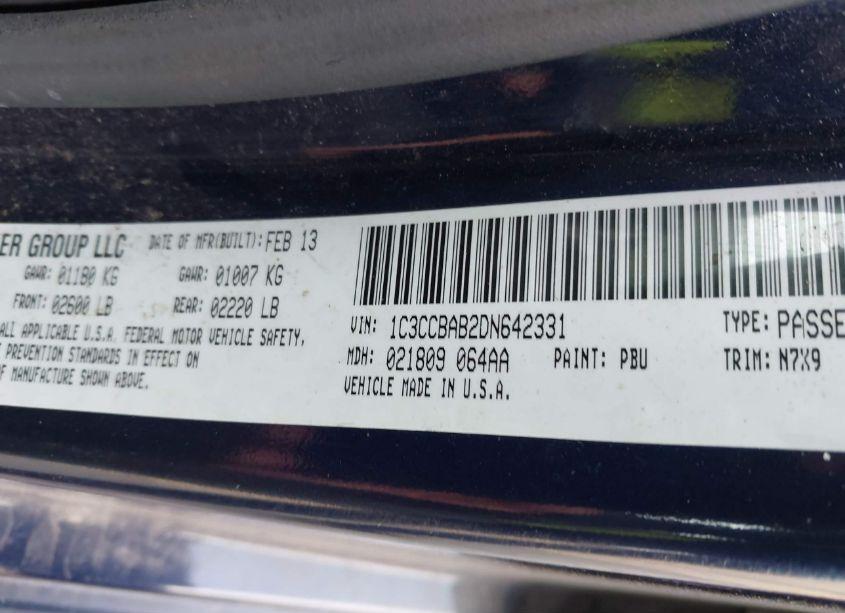 ER GROUP LLC DATE OF MFR(BUILT): FEB 13
GAWR: 01180 KG GAWR: 01007 KG
FRONT: 02600 LB REAR: 02220 LB
ALL APPLICABLE U.S.A. FEDERAL MOTOR VEHICLE SAFETY,
PREVENTION STANDARDS IN EFFECT ON
OF MANUFACTURE SHOWN ABOVE.
VIN: 1C3CCBAB2DN642331 TYPE: PASSE
MDH: 021809 064AA PAINT: PBU TRIM: N7X9
VEHICLE MADE IN U.S.A.